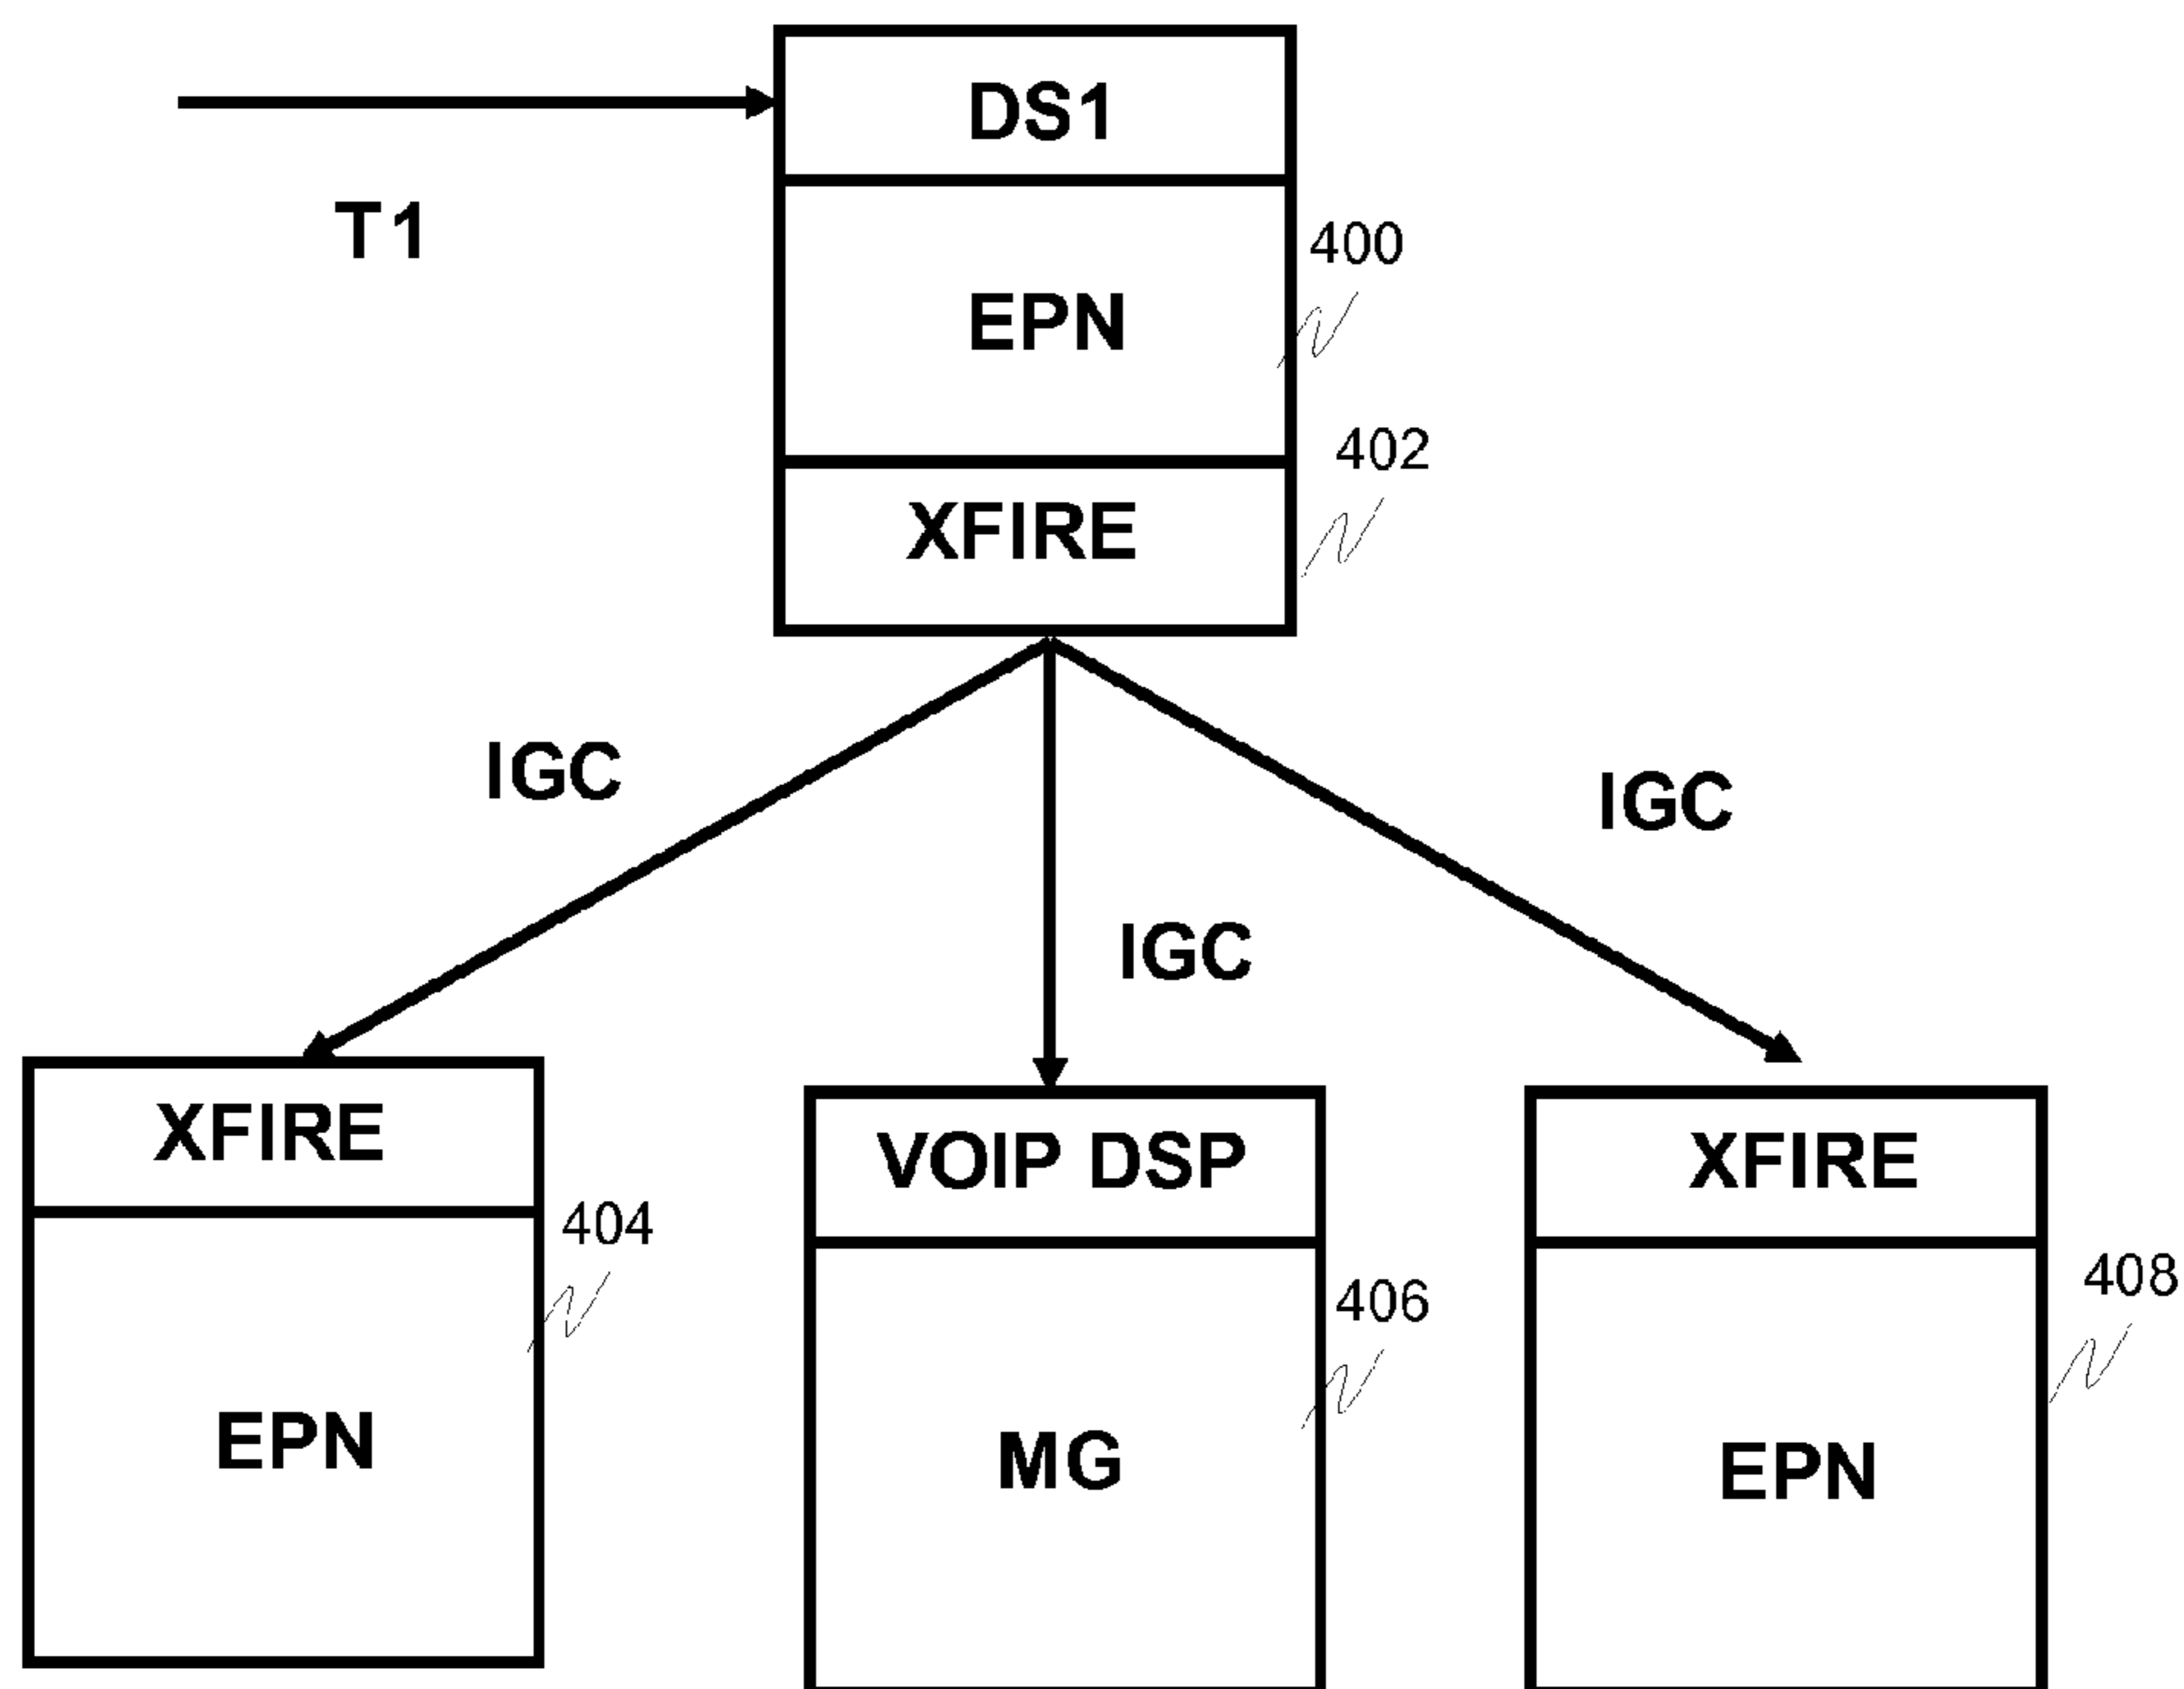 DS1
T1
400
EPN
402
XFIRE
IGC
IGC
IGC
XFIRE
VOIP DSP
XFIRE
404
406
408
EPN
MG
EPN